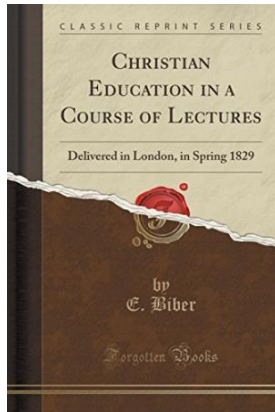 CLASSIC REPRINT SERIES
CHRISTIAN
EDUCATION IN A
COURSE OF LECTURES
Delivered in London, in Spring 1829
by
E. Biber
Forgotten Books